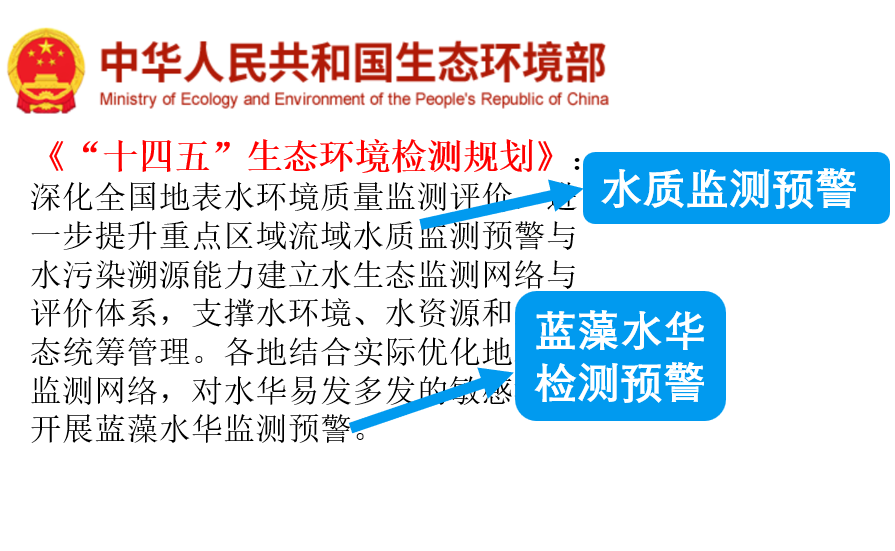 中华人民共和国生态环境部
Ministry of Ecology and Environment of the People's Republic of China
《“十四五”生态环境检测规划》:
深化全国地表水环境质量监测评价
一步提升重点区域流域水质监测预警与
水污染溯源能力建立水生态监测网络与
评价体系，支撑水环境、水资源和
态统筹管理。各地结合实际优化地
监测网络，对水华易发多发的敏感
开展蓝藻水华监测预警。
水质监测预警
蓝藻水华
检测预警